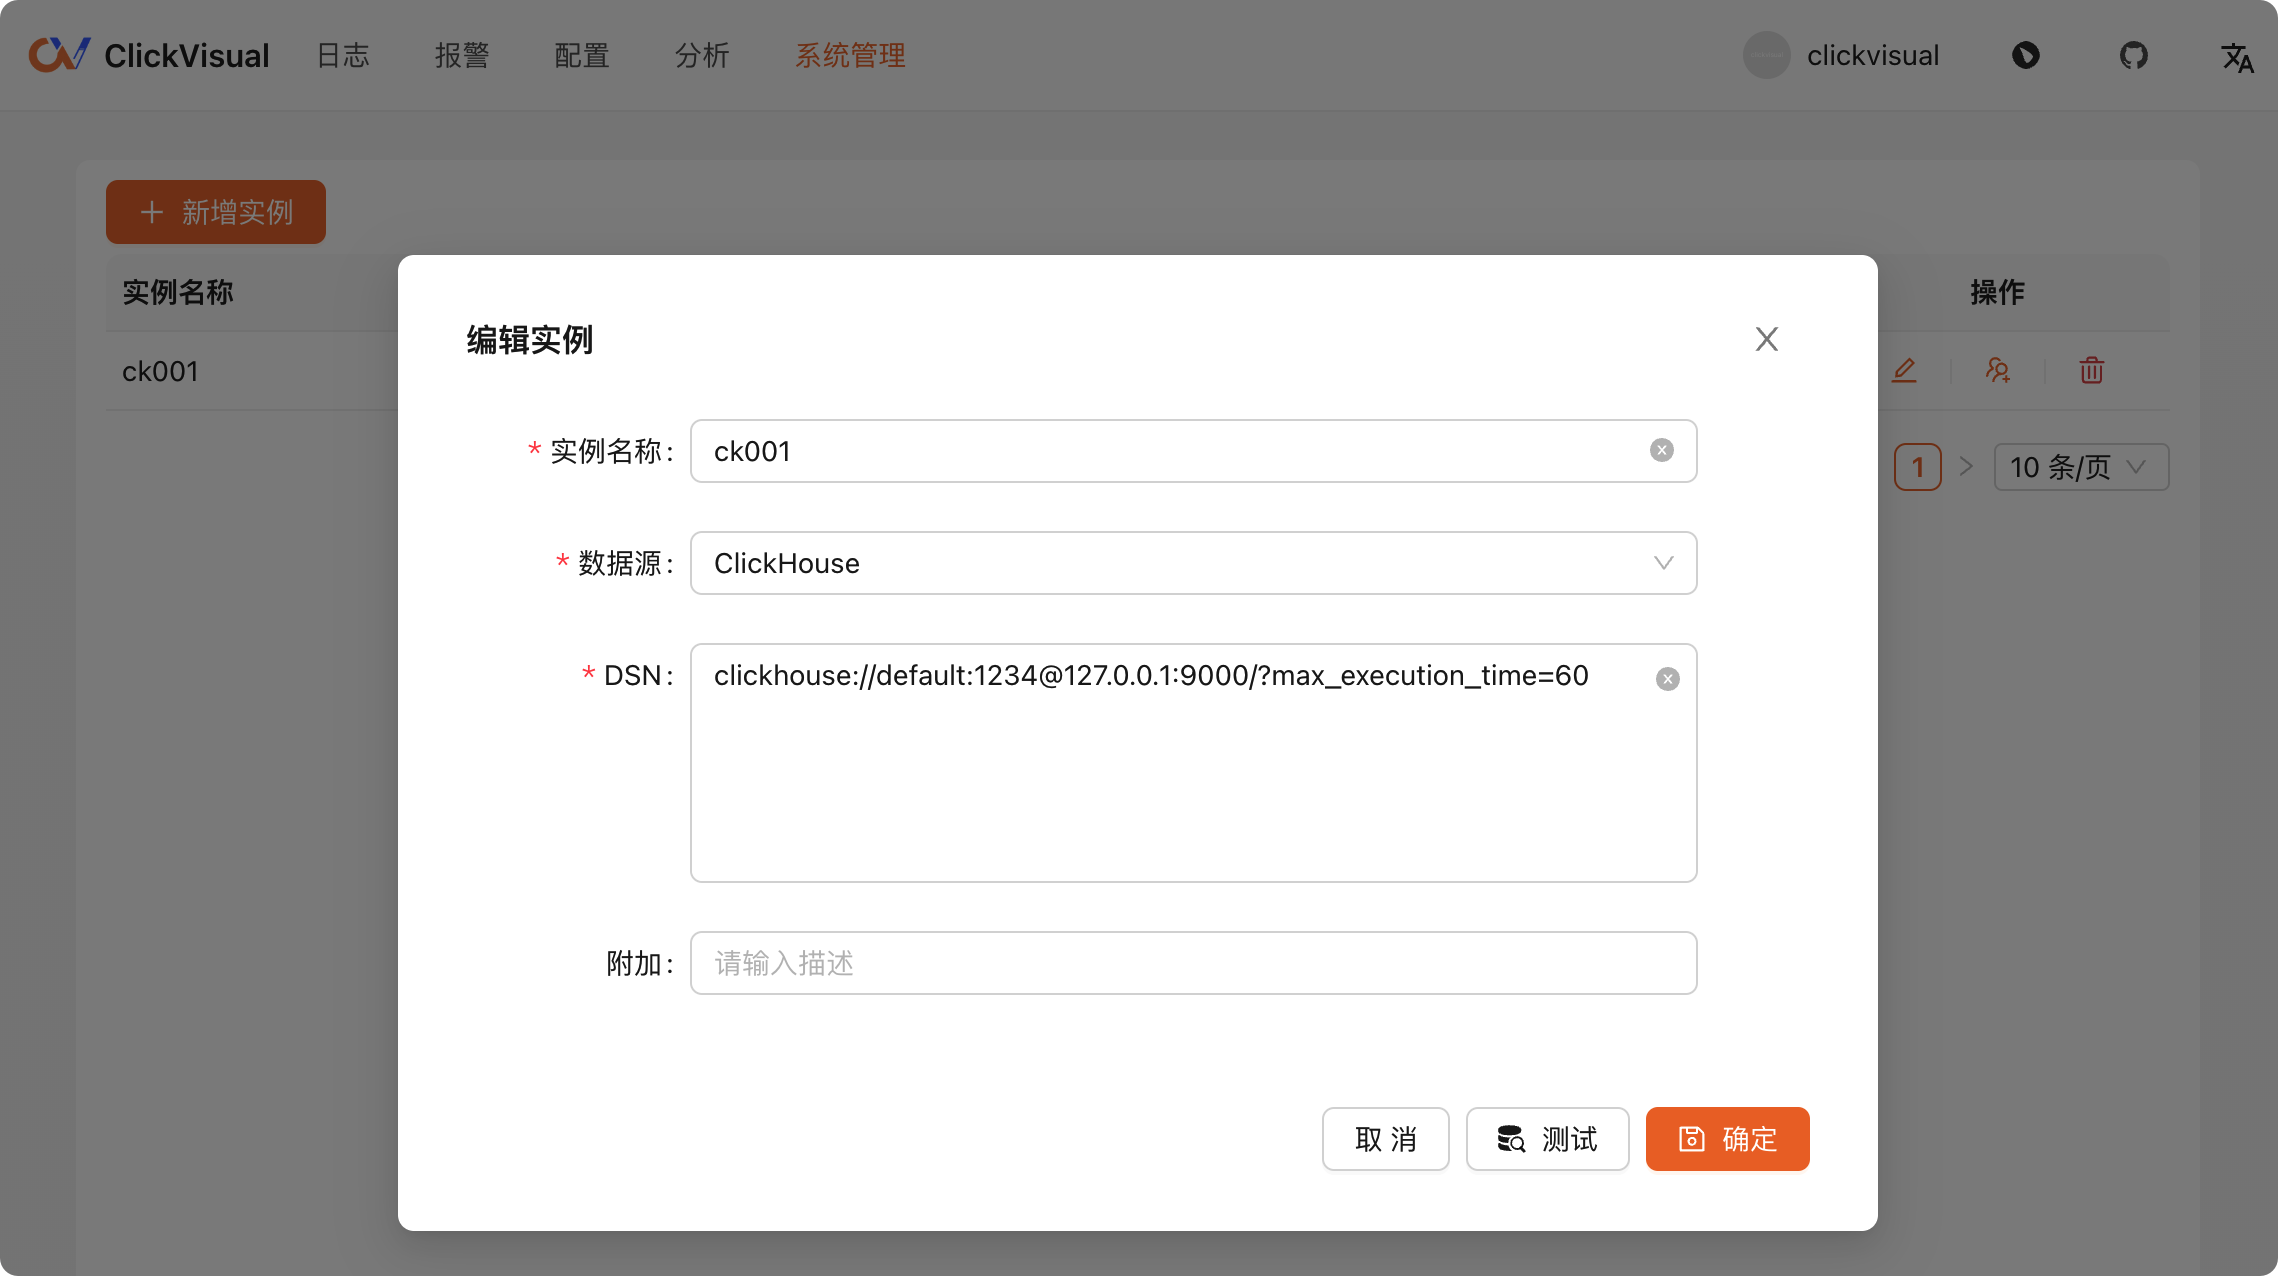 ClickVisual 日志 报警 配置 分析 系统管理 clickvisual
新增实例
实例名称 操作
ck001
1 10 条/页
编辑实例
* 实例名称: ck001
* 数据源: ClickHouse
* DSN: clickhouse://default:1234@127.0.0.1:9000/?max_execution_time=60
附加: 请输入描述
取 消 测试 确定